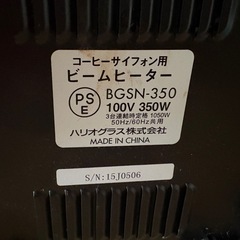 コーヒーサイフォン用
ビームヒーター
PS
E
BGSN-350
100V 350W
3台連結時定格 1050W
50Hz/60Hz共用
ハリオグラス株式会社
MADE IN CHINA
S/N:15J0506